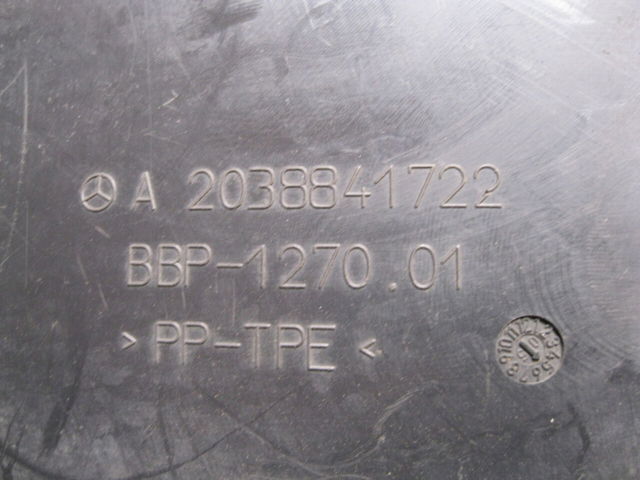 A 2038841722
BBP-1270.01
> PP-TPE <